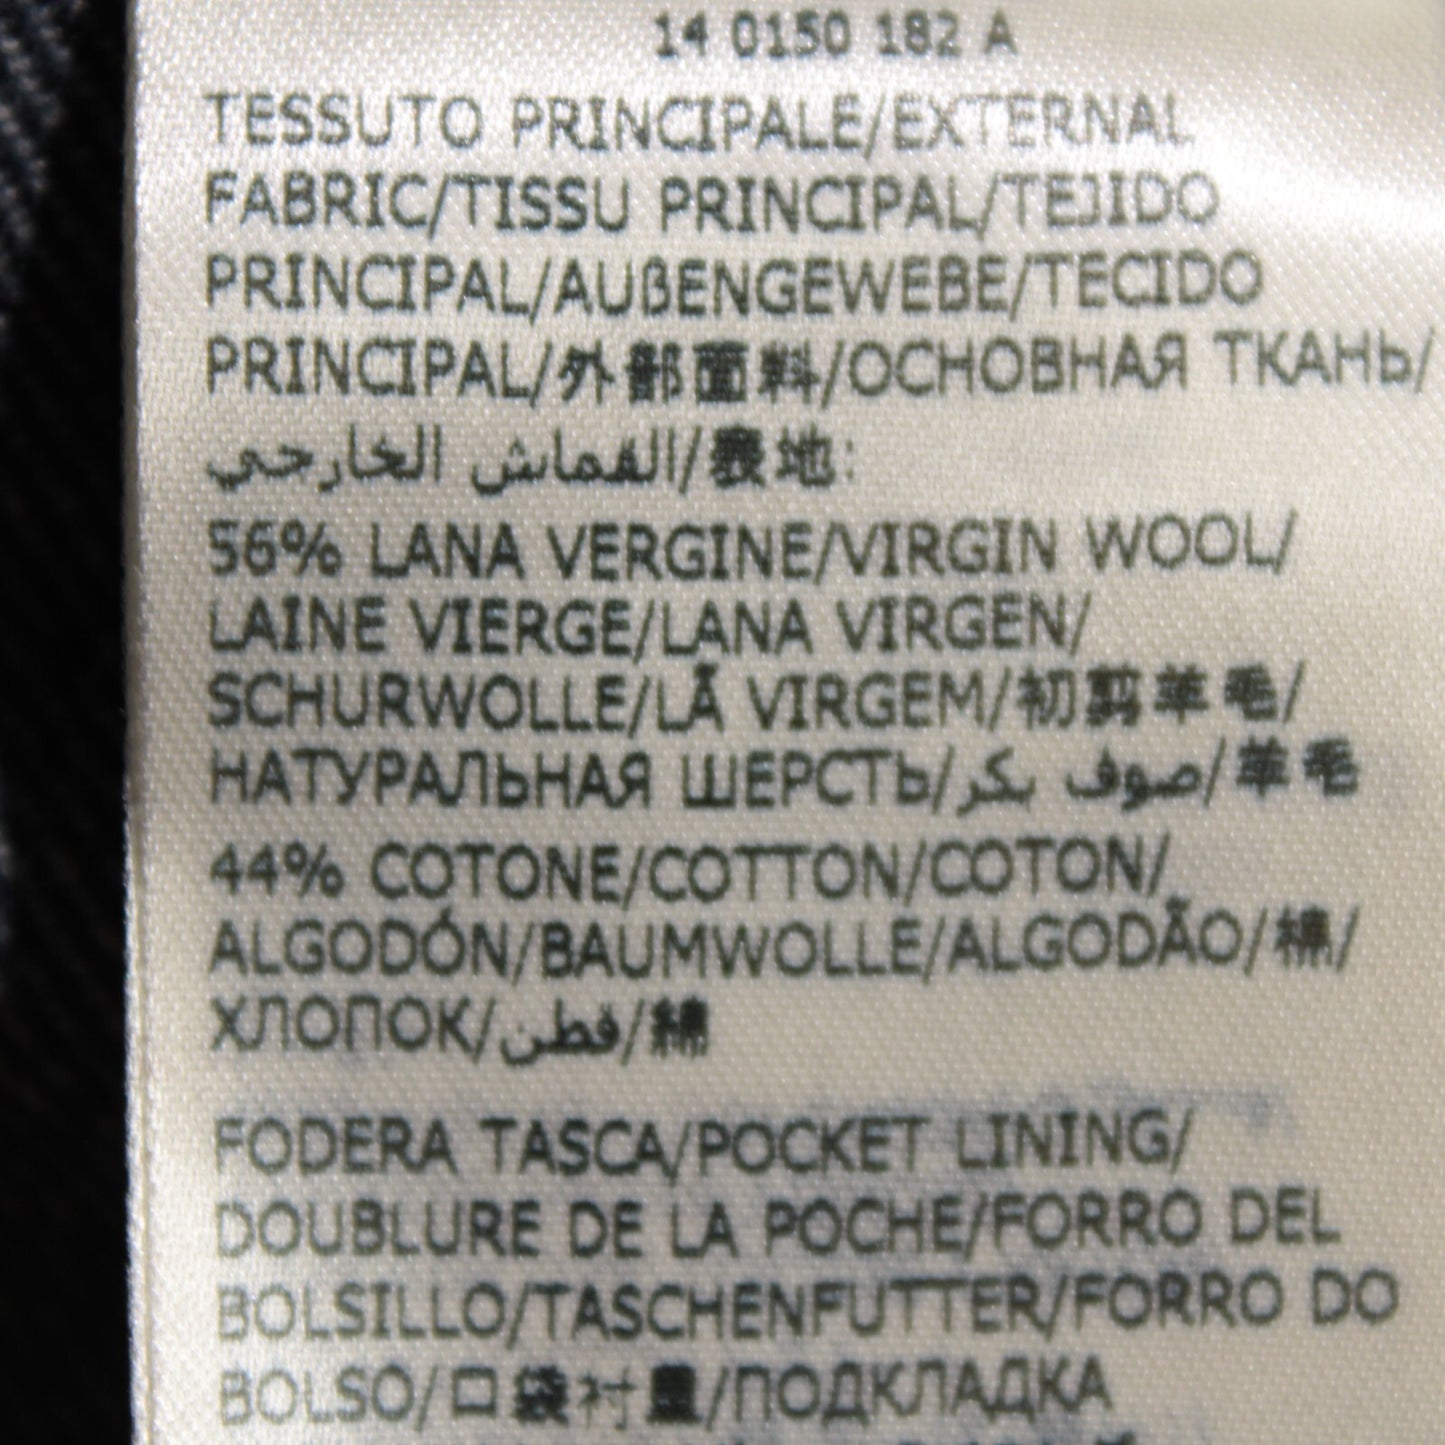 14 0150 182 A
TESSUTO PRINCIPALE/EXTERNAL
FABRIC/TISSU PRINCIPAL/TEJIDO
PRINCIPAL/AUßENGEWEBE/TECIDO
PRINCIPAL/外部面料/ОСНОВНАЯ ТКАНЬ/
القماش الخارجي/表地:
56% LANA VERGINE/VIRGIN WOOL/
LAINE VIERGE/LANA VIRGEN/
SCHURWOLLE/LÃ VIRGEM/初剪羊毛/
НАТУРАЛЬНАЯ ШЕРСТЬ/صوف بكر/羊毛
44% COTONE/COTTON/COTON/
ALGODÓN/BAUMWOLLE/ALGODÃO/棉/
ХЛОПОК/قطن/綿
FODERA TASCA/POCKET LINING/
DOUBLURE DE LA POCHE/FORRO DEL
BOLSILLO/TASCHENFUTTER/FORRO DO
BOLSO/口袋衬里/ПОДКЛАДКА